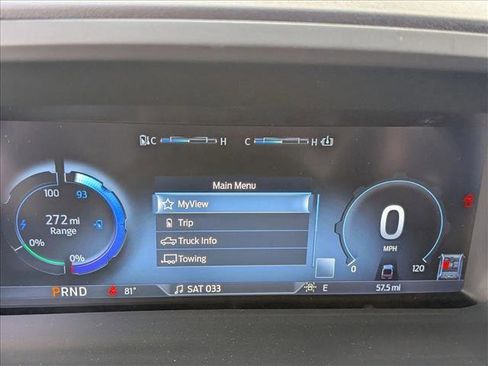 C H C H
Main Menu
MyView
Trip
Truck Info
Towing
100 93
272 mi
Range
0% 0%
0
MPH
0 120
PRND 81° SAT 033 E 57.5 mi